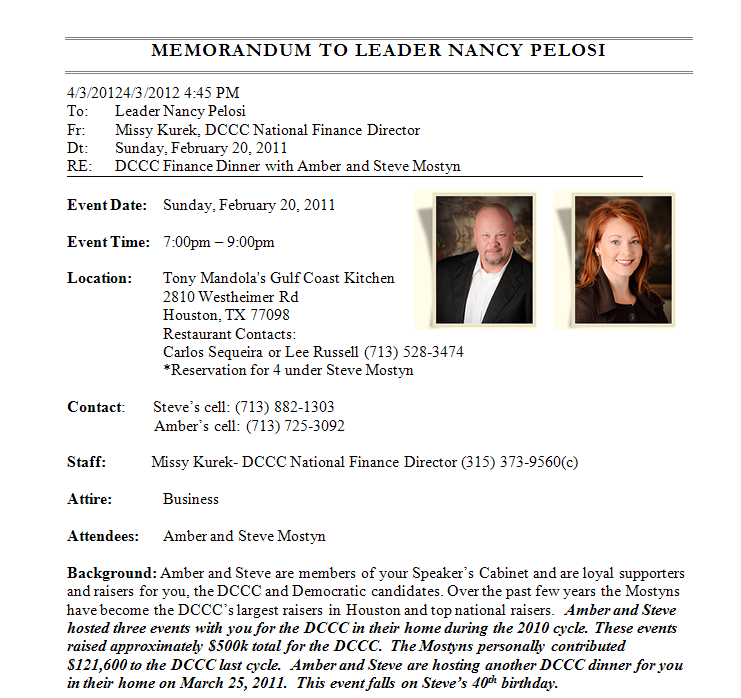 MEMORANDUM TO LEADER NANCY PELOSI
4/3/20124/3/2012 4:45 PM
To: Leader Nancy Pelosi
Fr: Missy Kurek, DCCC National Finance Director
Dt: Sunday, February 20, 2011
RE: DCCC Finance Dinner with Amber and Steve Mostyn
Event Date: Sunday, February 20, 2011
Event Time: 7:00pm – 9:00pm
Location: Tony Mandola's Gulf Coast Kitchen
2810 Westheimer Rd
Houston, TX 77098
Restaurant Contacts:
Carlos Sequeira or Lee Russell (713) 528-3474
*Reservation for 4 under Steve Mostyn
Contact: Steve's cell: (713) 882-1303
Amber's cell: (713) 725-3092
Staff: Missy Kurek- DCCC National Finance Director (315) 373-9560(c)
Attire: Business
Attendees: Amber and Steve Mostyn
Background: Amber and Steve are members of your Speaker's Cabinet and are loyal supporters
and raisers for you, the DCCC and Democratic candidates. Over the past few years the Mostyns
have become the DCCC's largest raisers in Houston and top national raisers. Amber and Steve
hosted three events with you for the DCCC in their home during the 2010 cycle. These events
raised approximately $500k total for the DCCC. The Mostyns personally contributed
$121,600 to the DCCC last cycle. Amber and Steve are hosting another DCCC dinner for you
in their home on March 25, 2011. This event falls on Steve's 40th birthday.